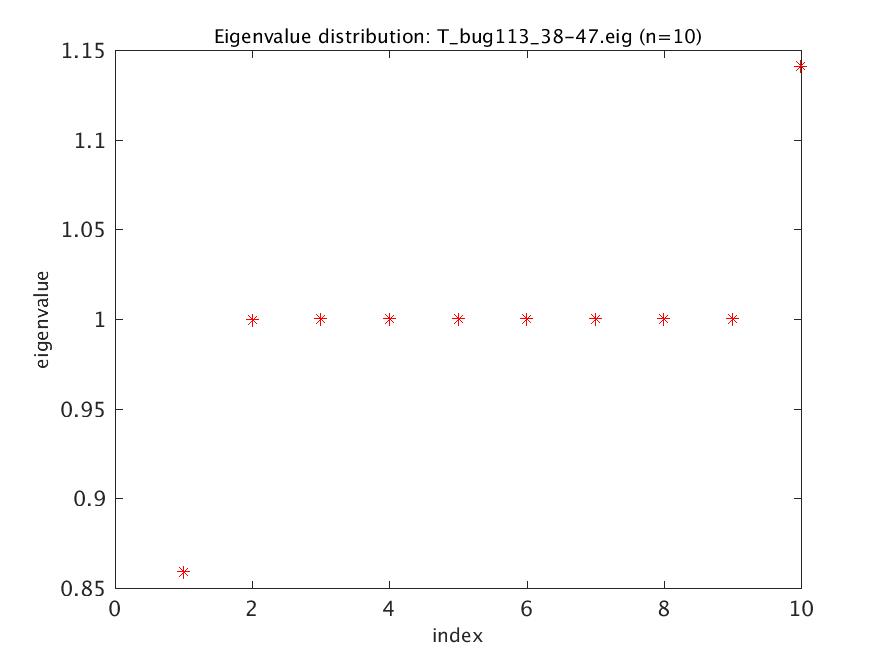 Eigenvalue distribution: T_bug113_38-47.eig (n=10)
1.15
1.1
1.05
1
0.95
0.9
0.85
eigenvalue
0 2 4 6 8 10
index